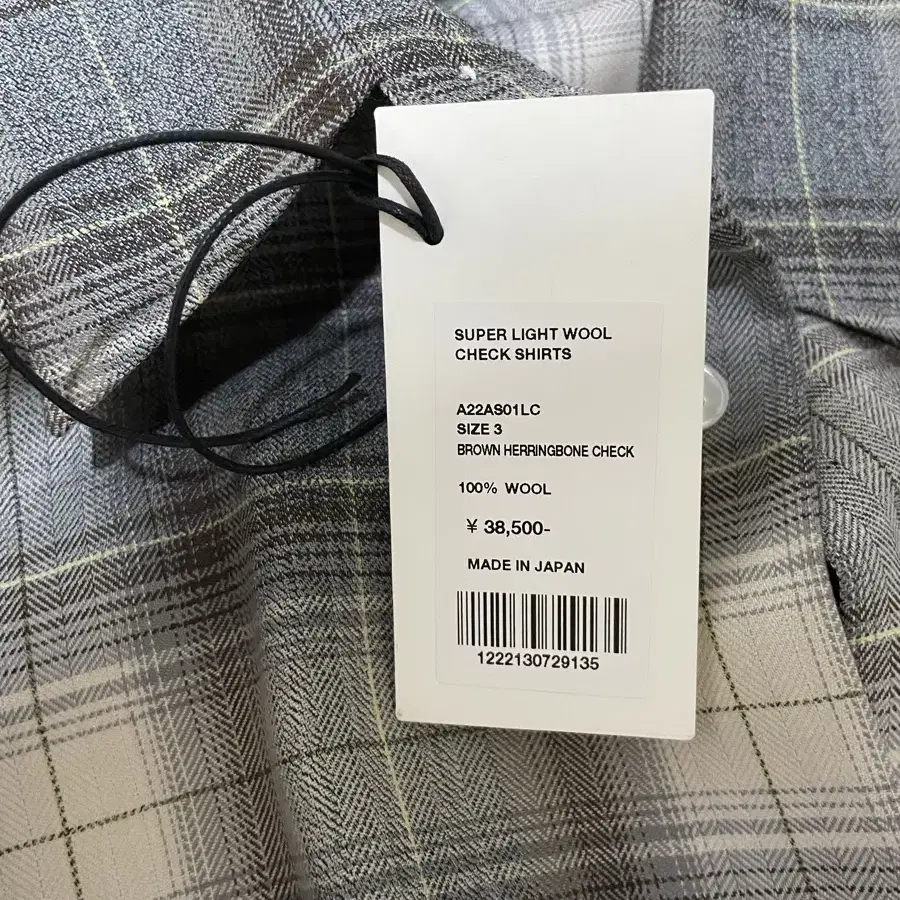 SUPER LIGHT WOOL
CHECK SHIRTS
A22AS01LC
SIZE 3
BROWN HERRINGBONE CHECK
100% WOOL
¥ 38,500-
MADE IN JAPAN
1222130729135